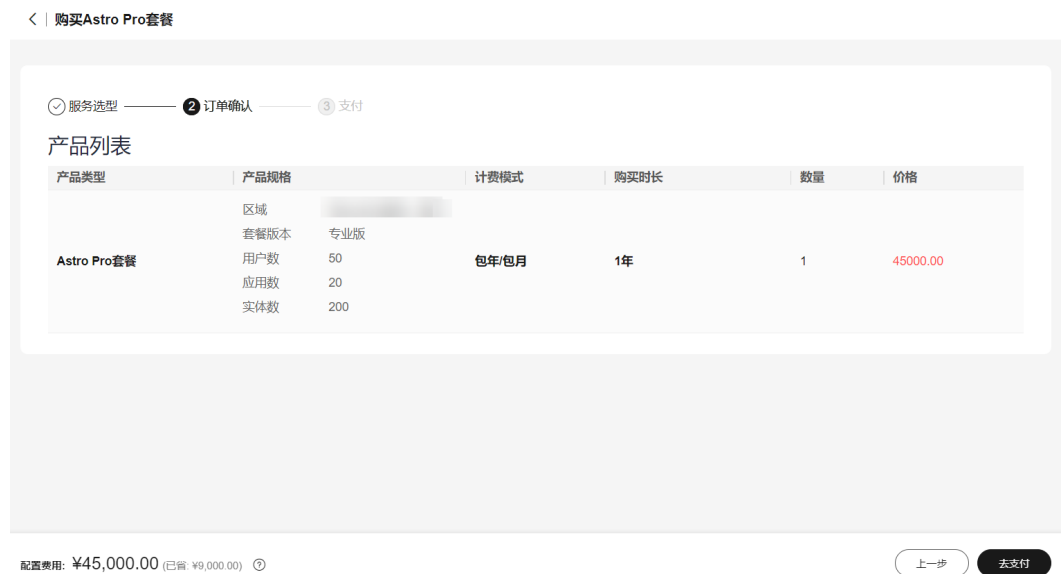 购买Astro Pro套餐
服务选型 2 订单确认 3 支付
产品列表
产品类型 产品规格 计费模式 购买时长 数量 价格
区域
套餐版本 专业版
用户数 50
Astro Pro套餐 包年/包月 1年 1 45000.00
应用数 20
实体数 200
配置费用: ¥45,000.00 (已省: ¥9,000.00) ? 上一步 去支付